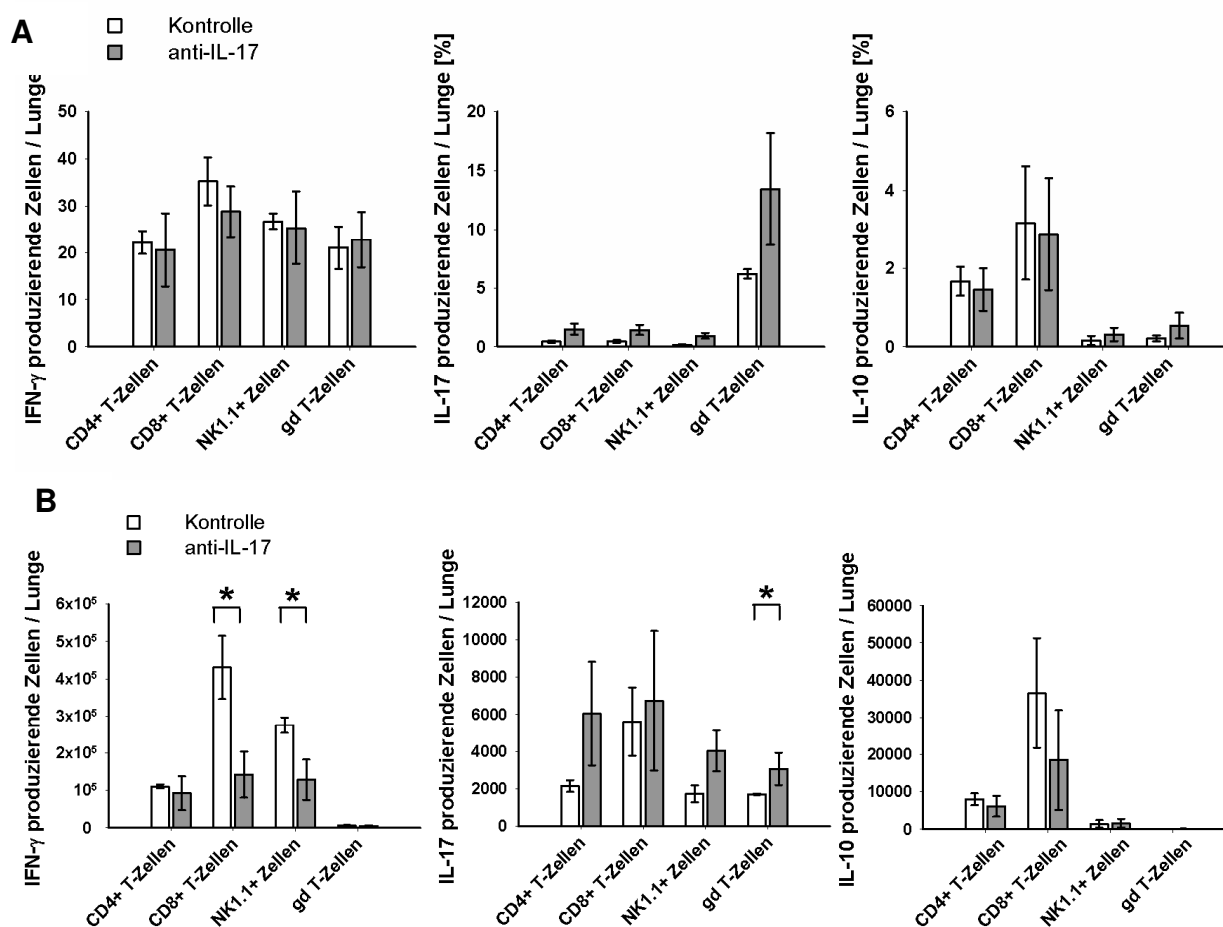 A
Kontrolle
anti-IL-17
IFN-γ produzierende Zellen / Lunge
50
40
30
20
10
0
CD4+ T-Zellen
CD8+ T-Zellen
NK1.1+ Zellen
gd T-Zellen
IL-17 produzierende Zellen / Lunge [%]
20
15
10
5
0
CD4+ T-Zellen
CD8+ T-Zellen
NK1.1+ Zellen
gd T-Zellen
IL-10 produzierende Zellen / Lunge [%]
6
4
2
0
CD4+ T-Zellen
CD8+ T-Zellen
NK1.1+ Zellen
gd T-Zellen
B
Kontrolle
anti-IL-17
IFN-γ produzierende Zellen / Lunge
6x10⁵
5x10⁵
4x10⁵
3x10⁵
2x10⁵
10⁵
0
*
*
CD4+ T-Zellen
CD8+ T-Zellen
NK1.1+ Zellen
gd T-Zellen
IL-17 produzierende Zellen / Lunge
12000
10000
8000
6000
4000
2000
0
*
CD4+ T-Zellen
CD8+ T-Zellen
NK1.1+ Zellen
gd T-Zellen
IL-10 produzierende Zellen / Lunge
60000
50000
40000
30000
20000
10000
0
CD4+ T-Zellen
CD8+ T-Zellen
NK1.1+ Zellen
gd T-Zellen